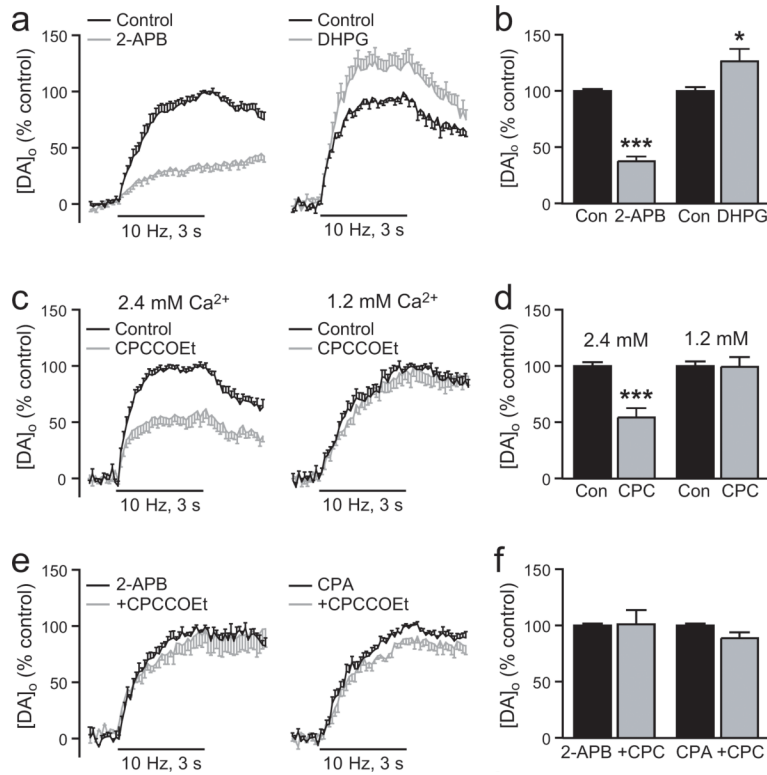 a
Control
2-APB
Control
DHPG
[DA]o (% control)
150
100
50
0
10 Hz, 3 s
10 Hz, 3 s
b
[DA]o (% control)
150
100
50
0
***
*
Con 2-APB Con DHPG
c
2.4 mM Ca2+
1.2 mM Ca2+
Control
CPCCOEt
Control
CPCCOEt
[DA]o (% control)
150
100
50
0
10 Hz, 3 s
10 Hz, 3 s
d
[DA]o (% control)
150
100
50
0
2.4 mM
1.2 mM
***
Con CPC Con CPC
e
2-APB
+CPCCOEt
CPA
+CPCCOEt
[DA]o (% control)
150
100
50
0
10 Hz, 3 s
10 Hz, 3 s
f
[DA]o (% control)
150
100
50
0
2-APB +CPC CPA +CPC